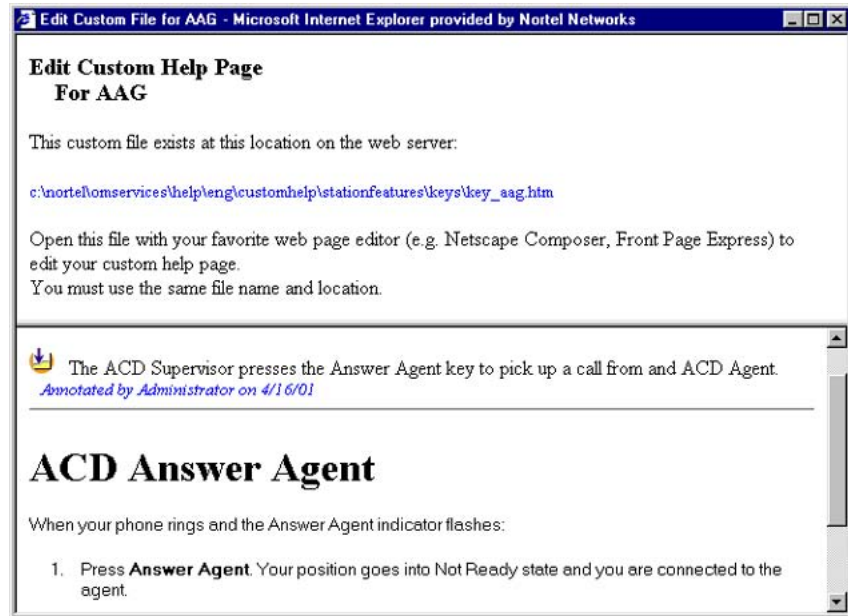 Edit Custom File for AAG - Microsoft Internet Explorer provided by Nortel Networks
Edit Custom Help Page
For AAG
This custom file exists at this location on the web server:
c:\nortel\omservices\help\eng\customhelp\stationfeatures\keys\key_aag.htm
Open this file with your favorite web page editor (e.g. Netscape Composer, Front Page Express) to
edit your custom help page.
You must use the same file name and location.
The ACD Supervisor presses the Answer Agent key to pick up a call from and ACD Agent.
Annotated by Administrator on 4/16/01
ACD Answer Agent
When your phone rings and the Answer Agent indicator flashes:
1. Press Answer Agent. Your position goes into Not Ready state and you are connected to the
agent.